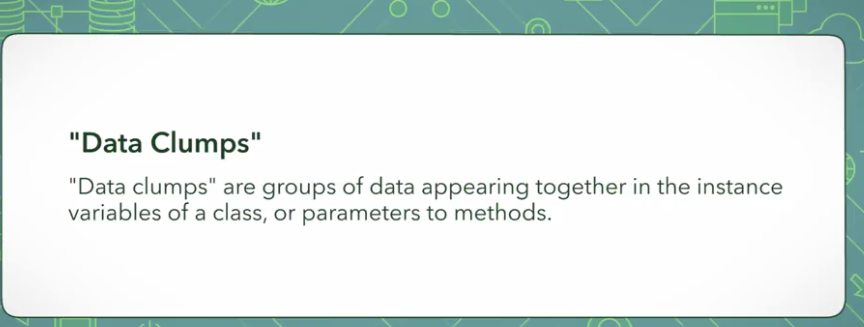 "Data Clumps"
"Data clumps" are groups of data appearing together in the instance
variables of a class, or parameters to methods.